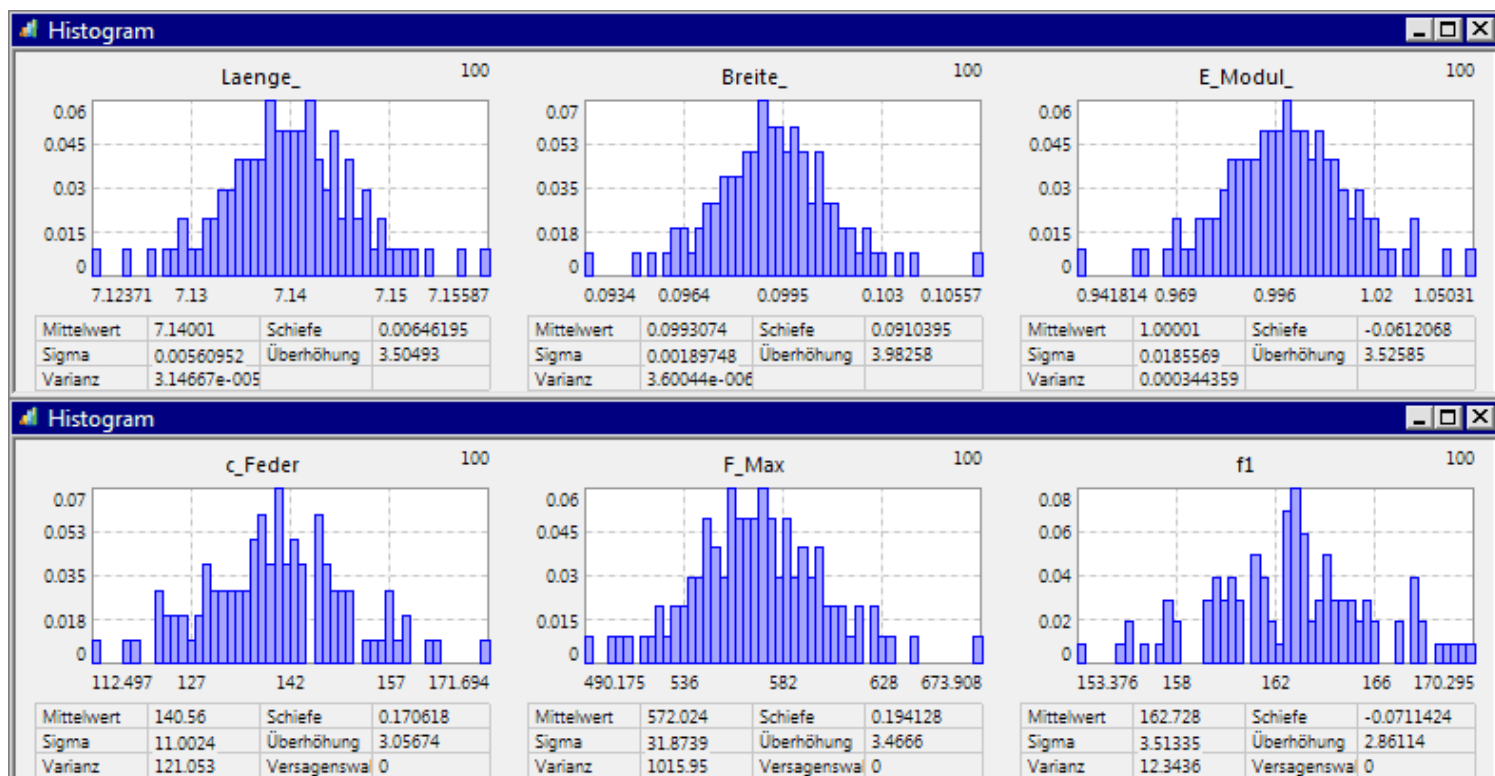 Histogram
Laenge_ 100 Breite_ 100 E_Modul_ 100
0.06 0.07 0.06
0.045 0.053 0.045
0.03 0.035 0.03
0.015 0.018 0.015
0 0 0
7.12371 7.13 7.14 7.15 7.15587 0.0934 0.0964 0.0995 0.103 0.10557 0.941814 0.969 0.996 1.02 1.05031
Mittelwert 7.14001 Schiefe 0.00646195 Mittelwert 0.0993074 Schiefe 0.0910395 Mittelwert 1.00001 Schiefe -0.0612068
Sigma 0.00560952 Überhöhung 3.50493 Sigma 0.00189748 Überhöhung 3.98258 Sigma 0.0185569 Überhöhung 3.52585
Varianz 3.14667e-005 Varianz 3.60044e-006 Varianz 0.000344359
Histogram
c_Feder 100 F_Max 100 f1 100
0.07 0.06 0.08
0.053 0.045 0.06
0.035 0.03 0.04
0.018 0.015 0.02
0 0 0
112.497 127 142 157 171.694 490.175 536 582 628 673.908 153.376 158 162 166 170.295
Mittelwert 140.56 Schiefe 0.170618 Mittelwert 572.024 Schiefe 0.194128 Mittelwert 162.728 Schiefe -0.0711424
Sigma 11.0024 Überhöhung 3.05674 Sigma 31.8739 Überhöhung 3.4666 Sigma 3.51335 Überhöhung 2.86114
Varianz 121.053 Versagenswal 0 Varianz 1015.95 Versagenswal 0 Varianz 12.3436 Versagenswal 0